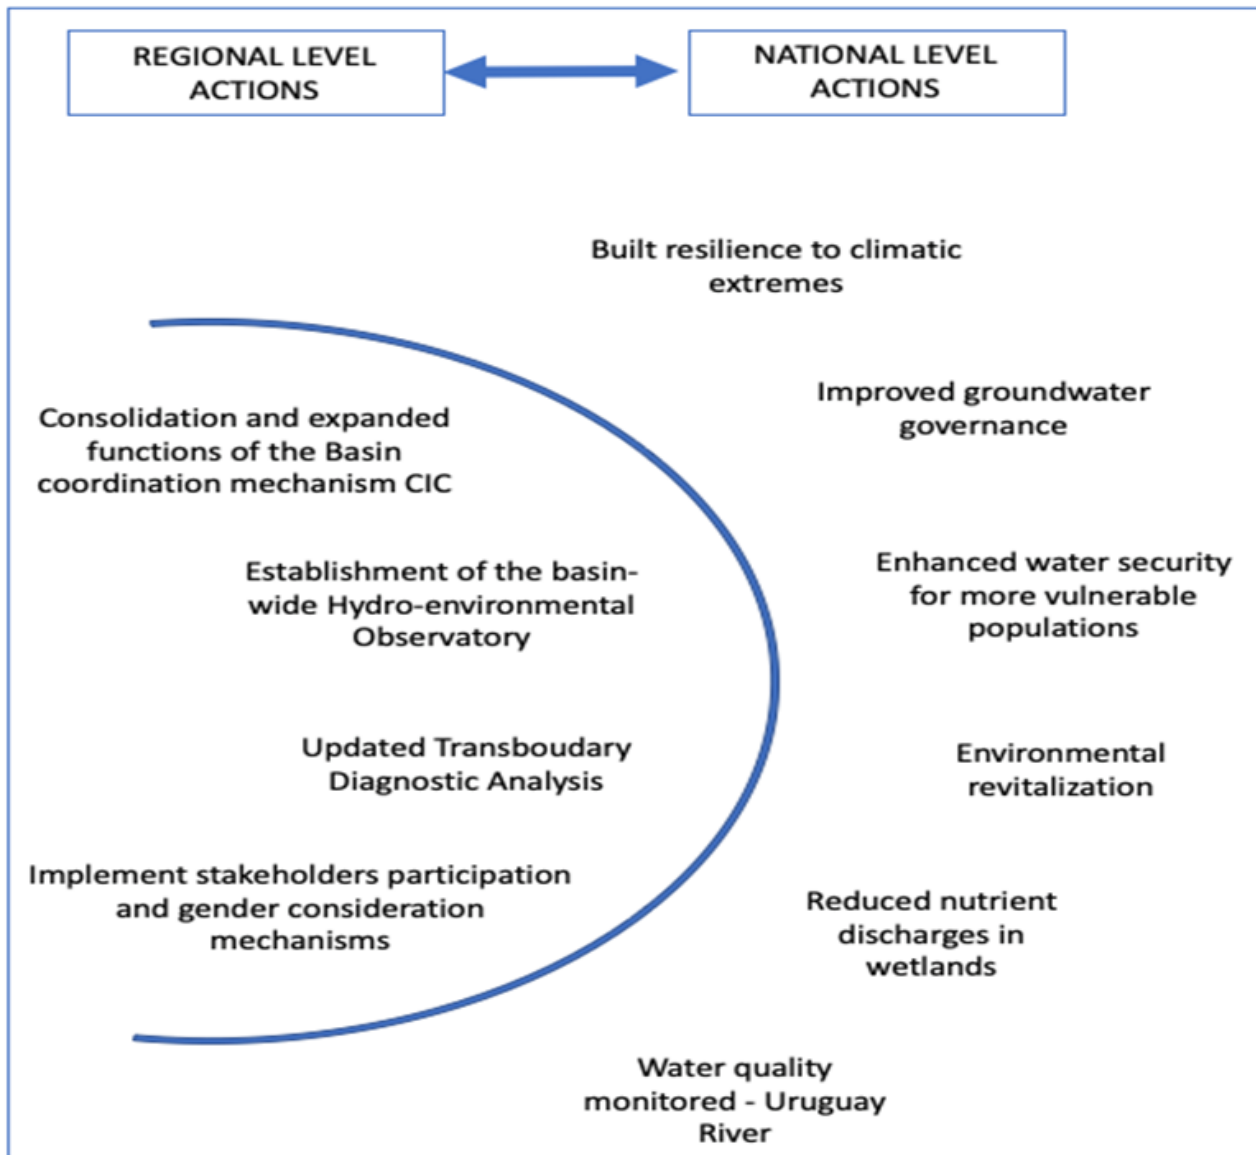 REGIONAL LEVEL
ACTIONS
NATIONAL LEVEL
ACTIONS
Built resilience to climatic
extremes
Improved groundwater
governance
Consolidation and expanded
functions of the Basin
coordination mechanism CIC
Establishment of the basin-
wide Hydro-environmental
Observatory
Enhanced water security
for more vulnerable
populations
Updated Transboudary
Diagnostic Analysis
Environmental
revitalization
Implement stakeholders participation
and gender consideration
mechanisms
Reduced nutrient
discharges in
wetlands
Water quality
monitored - Uruguay
River